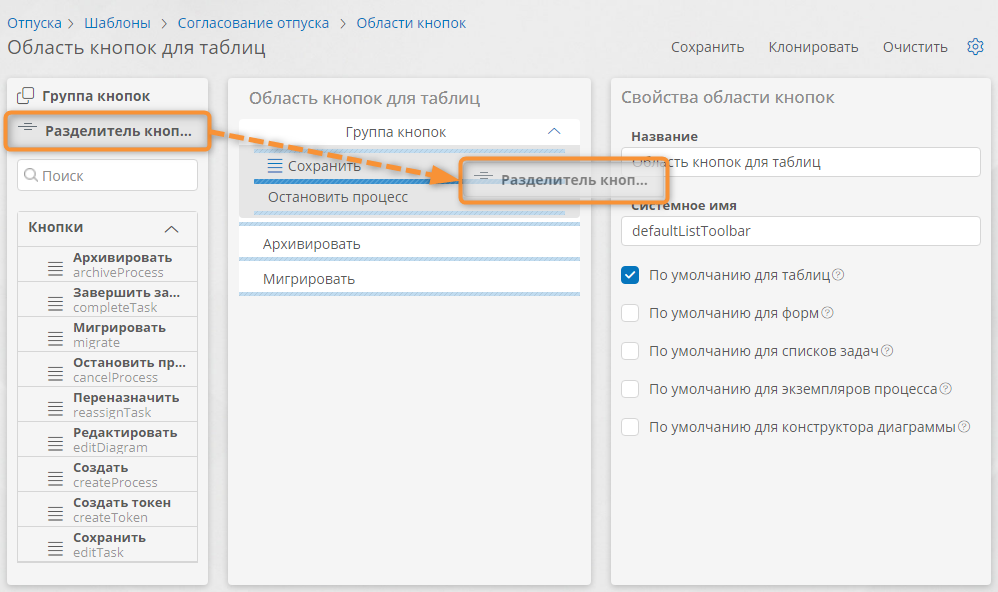 Отпуска > Шаблоны > Согласование отпуска > Области кнопок
Область кнопок для таблиц
Сохранить Клонировать Очистить
Группа кнопок
Разделитель кноп...
Поиск
Кнопки
Архивировать
archiveProcess
Завершить за...
completeTask
Мигрировать
migrate
Остановить пр...
cancelProcess
Переназначить
reassignTask
Редактировать
editDiagram
Создать
createProcess
Создать токен
createToken
Сохранить
editTask
Область кнопок для таблиц
Группа кнопок
Сохранить
Разделитель кноп...
Остановить процесс
Архивировать
Мигрировать
Свойства области кнопок
Название
Область кнопок для таблиц
Системное имя
defaultListToolbar
По умолчанию для таблиц
По умолчанию для форм
По умолчанию для списков задач
По умолчанию для экземпляров процесса
По умолчанию для конструктора диаграммы